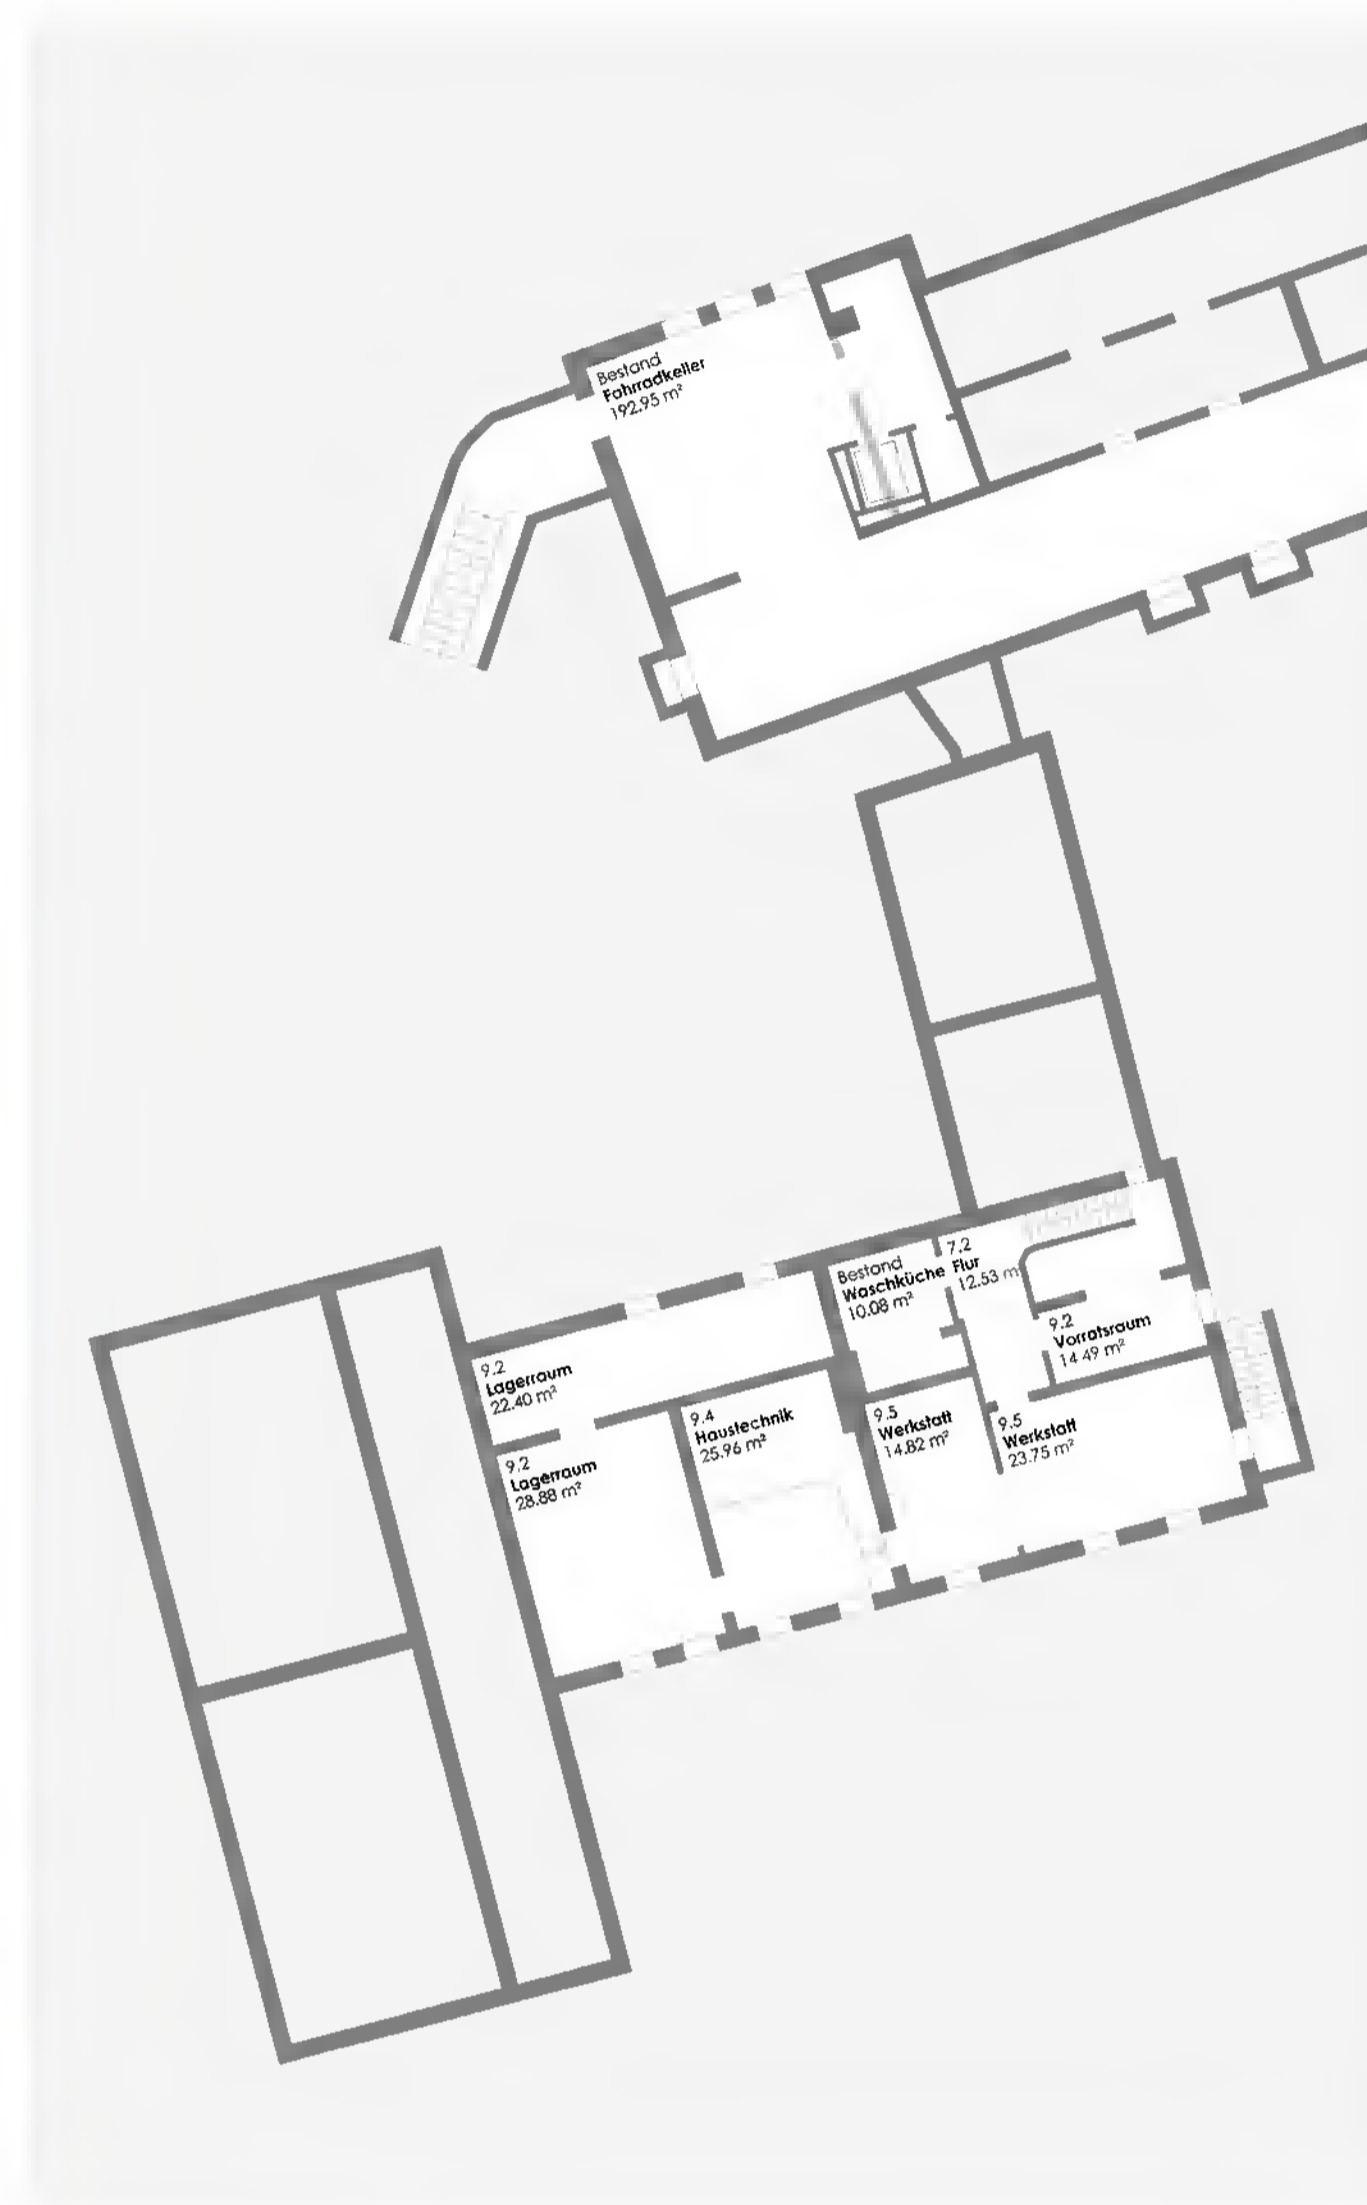 Bestand
Fahrradkeller
192.95 m²
7.2
Flur
12.53 m
Bestand
Waschküche
10.08 m²
9.2
Vorratsraum
14.49 m²
9.2
Lagerraum
22.40 m²
9.4
Haustechnik
25.96 m²
9.5
Werkstatt
14.82 m²
9.5
Werkstatt
23.75 m²
9.2
Lagerraum
28.88 m²